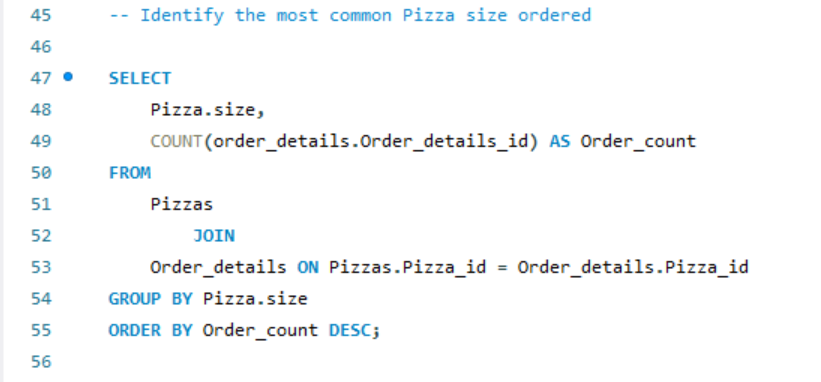 45 -- Identify the most common Pizza size ordered
46
47 SELECT
48 Pizza.size,
49 COUNT(order_details.Order_details_id) AS Order_count
50 FROM
51 Pizzas
52 JOIN
53 Order_details ON Pizzas.Pizza_id = Order_details.Pizza_id
54 GROUP BY Pizza.size
55 ORDER BY Order_count DESC;
56